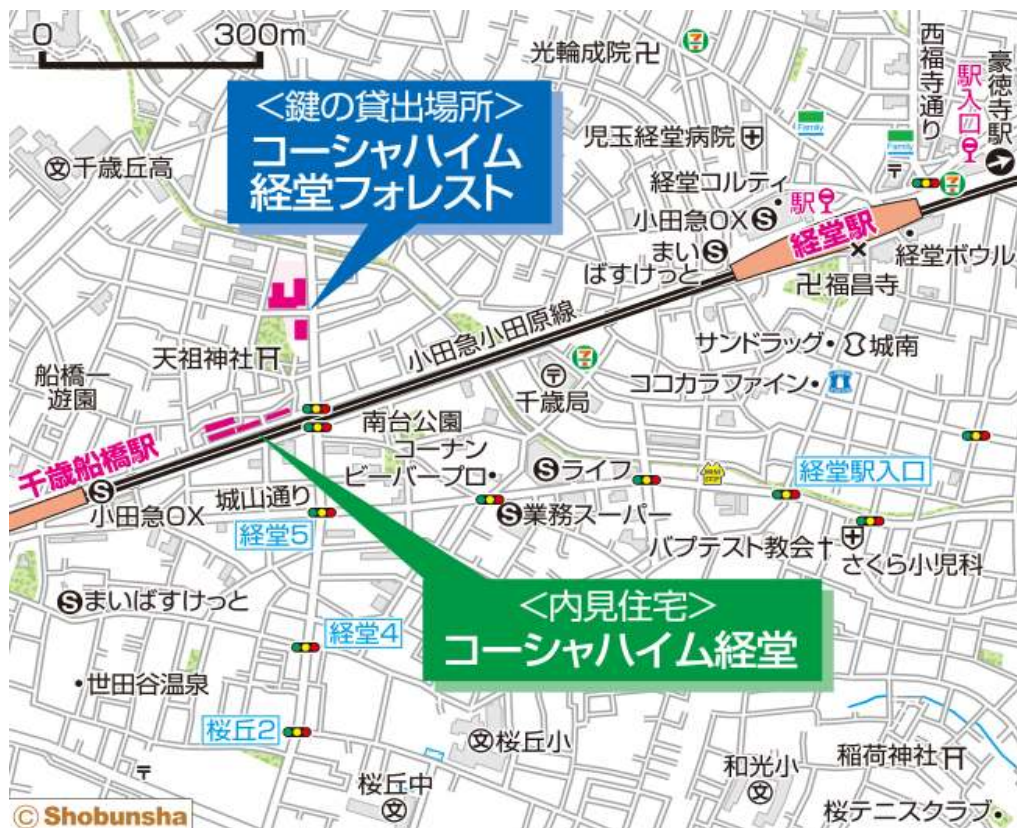 0 300m
光輪成院
西福寺通り
駅入口
豪徳寺駅
<鍵の貸出場所>
コーシャハイム
経堂フォレスト
千歳丘高
児玉経堂病院
Family
Family
経堂コルティ
小田急OX
駅
経堂駅
まい
ばすけっと
経堂ボウル
福昌寺
小田急小田原線
天祖神社
サンドラッグ
城南
船橋一
遊園
千歳局
ココカラファイン
南台公園
千歳船橋駅
コーナン
ビーバープロ
ライフ
経堂駅入口
城山通り
小田急OX
経堂5
業務スーパー
バプテスト教会
さくら小児科
まいばすけっと
<内見住宅>
コーシャハイム経堂
経堂4
世田谷温泉
桜丘2
桜丘小
稲荷神社
和光小
桜丘中
桜テニスクラブ
© Shobunsha